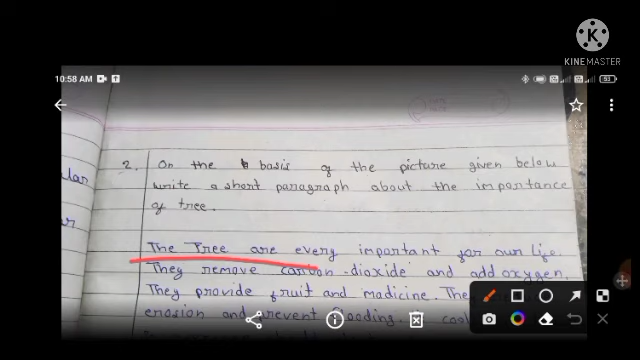 KINEMASTER
10:58 AM
53
2. On the basis of the picture given below
write a short paragraph about the importance
of tree.
The Tree are every important for our life.
They remove carbon-dioxide and add oxygen.
They provide fruit and madicine. The
erosion and prevent flooding.